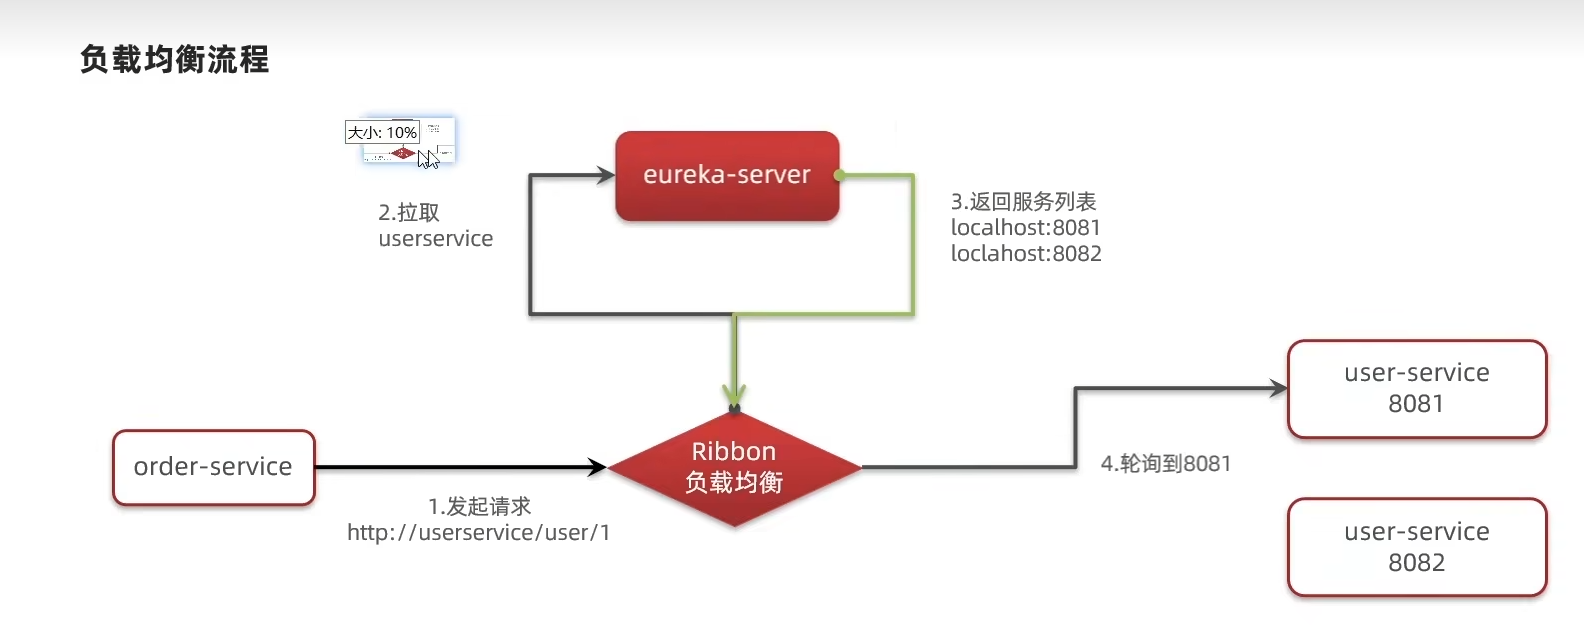 负载均衡流程
大小: 10%
eureka-server
2.拉取
userservice
3.返回服务列表
localhost:8081
loclahost:8082
user-service
8081
order-service
Ribbon
负载均衡
4.轮询到8081
1.发起请求
http://userservice/user/1
user-service
8082